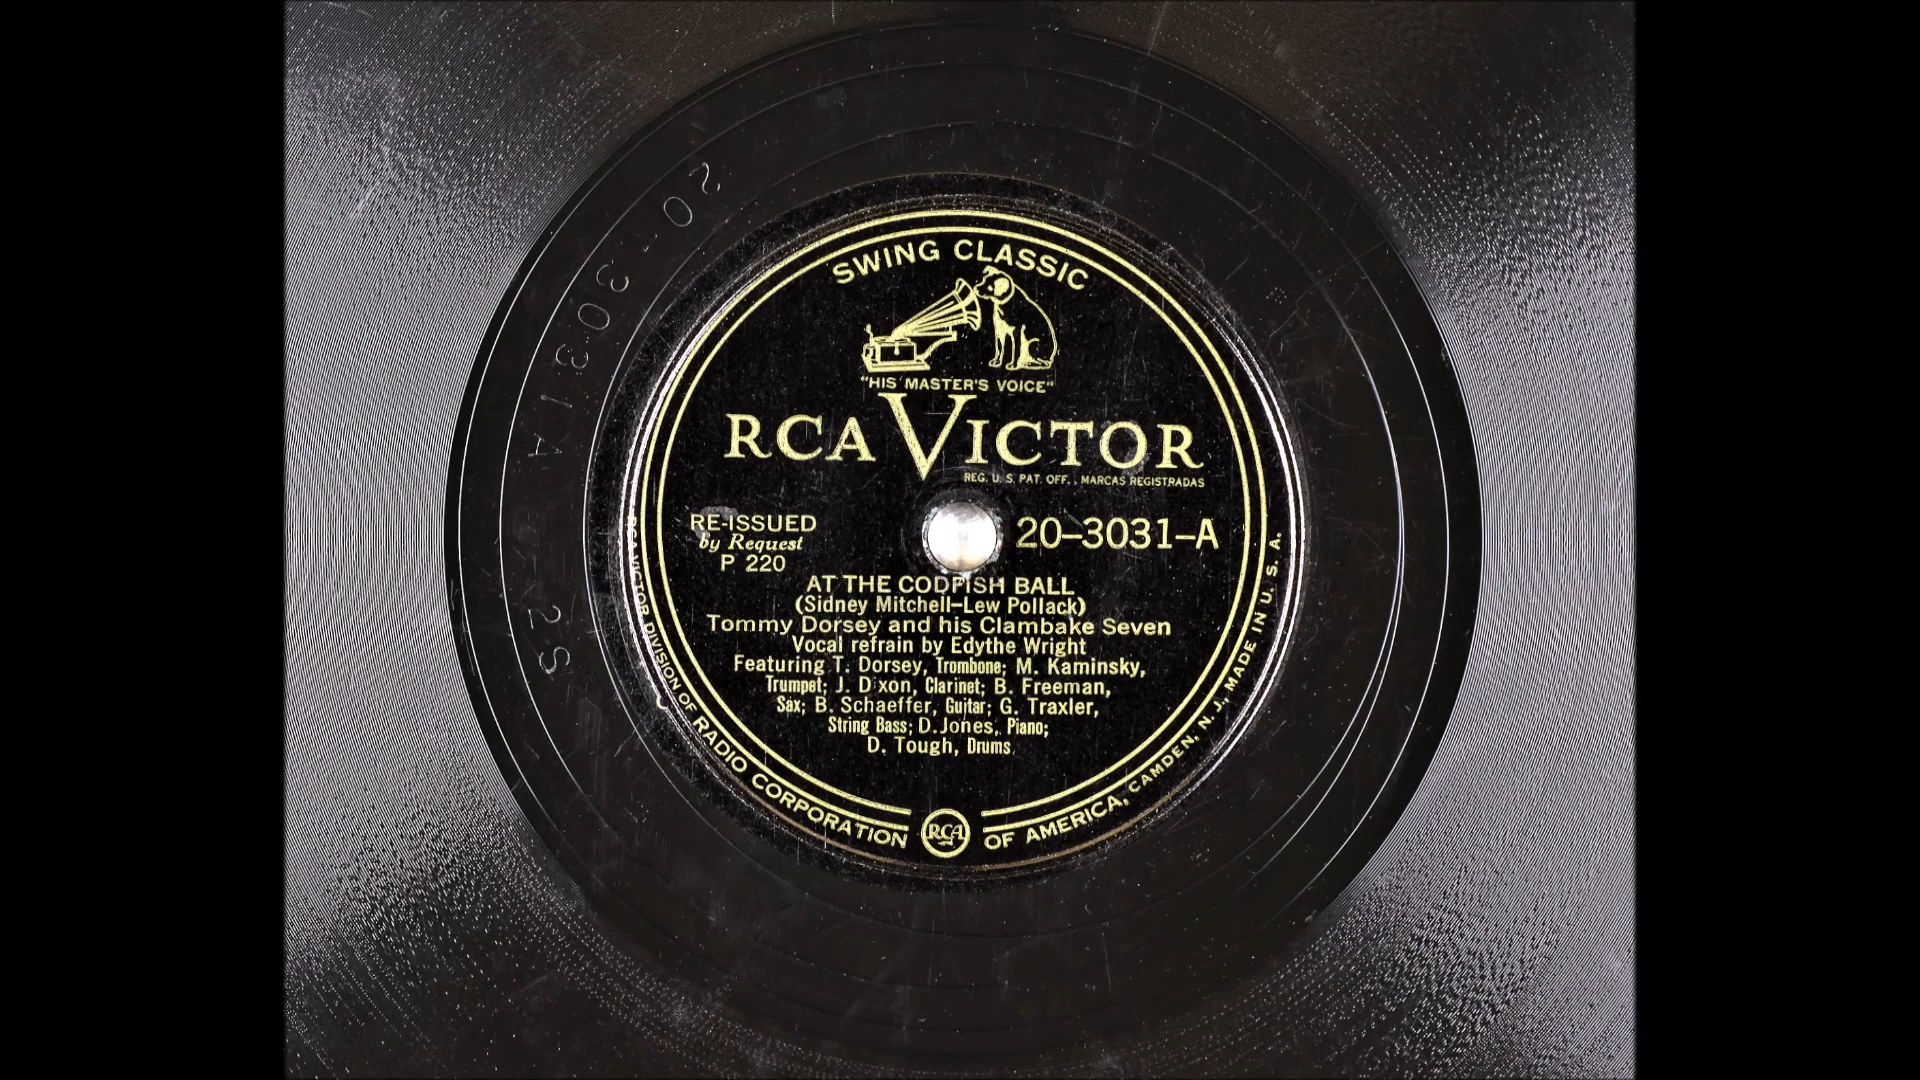 SWING CLASSIC
"HIS MASTER'S VOICE"
RCA VICTOR
REG. U. S. PAT. OFF., MARCAS REGISTRADAS
RE-ISSUED
by Request
P 220
20-3031-A
AT THE CODFISH BALL
(Sidney Mitchell-Lew Pollack)
Tommy Dorsey and his Clambake Seven
Vocal refrain by Edythe Wright
Featuring T. Dorsey, Trombone; M. Kaminsky,
Trumpet; J. Dixon, Clarinet; B. Freeman,
Sax; B. Schaeffer, Guitar; G. Traxler,
String Bass; D. Jones, Piano;
D. Tough, Drums
RCA VICTOR DIVISION OF RADIO CORPORATION OF AMERICA, CAMDEN, N. J., MADE IN U. S. A.
RCA
20-3031A
2S